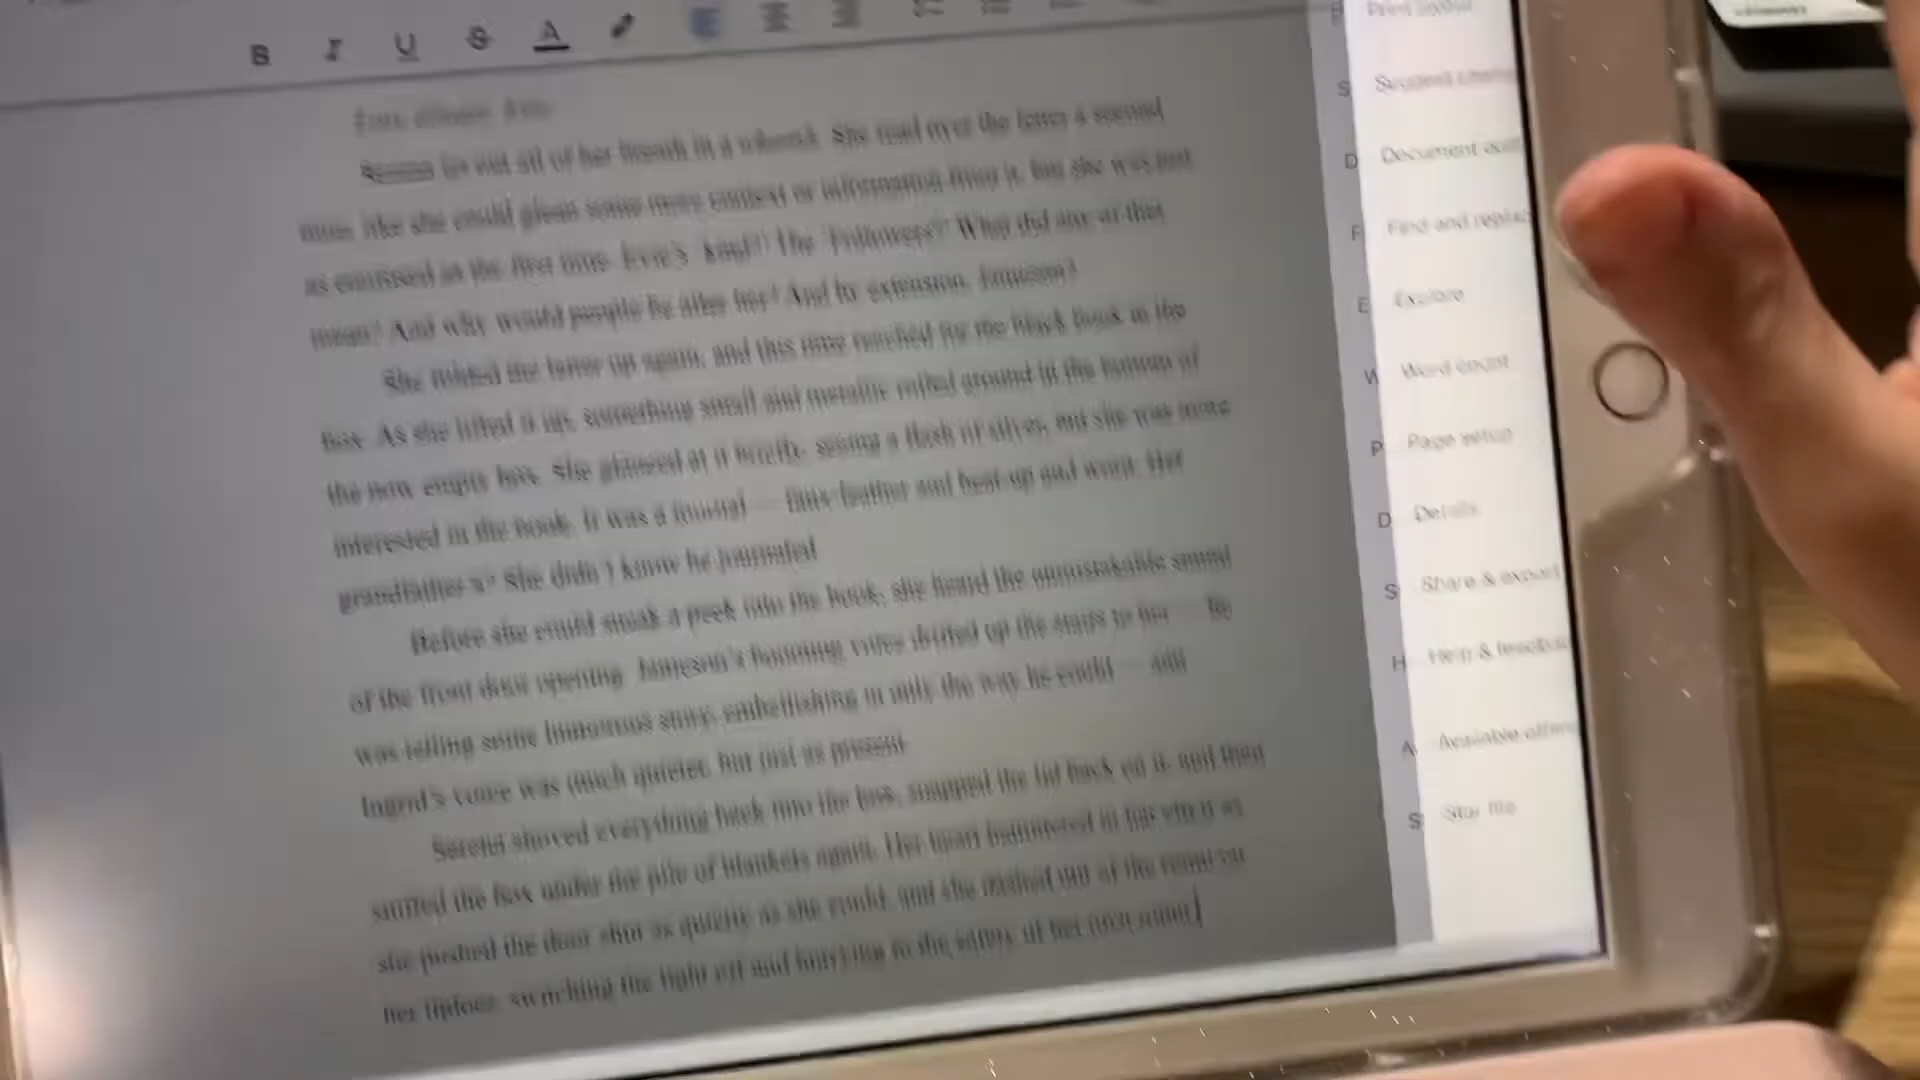 B I U S A
let out all of her breath in a whoosh. She read over the letter a second
time, like she could glean some more context or information from it, but she was just
as confused as the first time. Evie's 'kind?' The 'Followers?' What did any of that
mean? And why would people be after her? And by extension, Jameson?
She folded the letter up again, and this time reached for the black book in the
box. As she lifted it up, something small and metallic rolled around in the bottom of
the now empty box. She glanced at it briefly, seeing a flash of silver, but she was more
interested in the book. It was a journal — faux-leather and beat-up and worn. Her
grandfather's? She didn't know he journaled.
Before she could sneak a peek into the book, she heard the unmistakable sound
of the front door opening. Jameson's booming voice drifted up the stairs to her — he
was telling some humorous story, embellishing in only the way he could — and
Ingrid's voice was much quieter, but just as present.
shoved everything back into the box, snapped the lid back on it, and then
stuffed the box under the pile of blankets again. Her heart hammered in her as
she pushed the door shut as quietly as she could, and she dashed out of the room on
her tiptoes, switching the light off and hurrying to the safety of her own room.
Print layout
Suggest changes
Document outl
Find and replac
Explore
Word count
Page setup
Details
Share & export
Help & feedbac
Available offlin
Star file